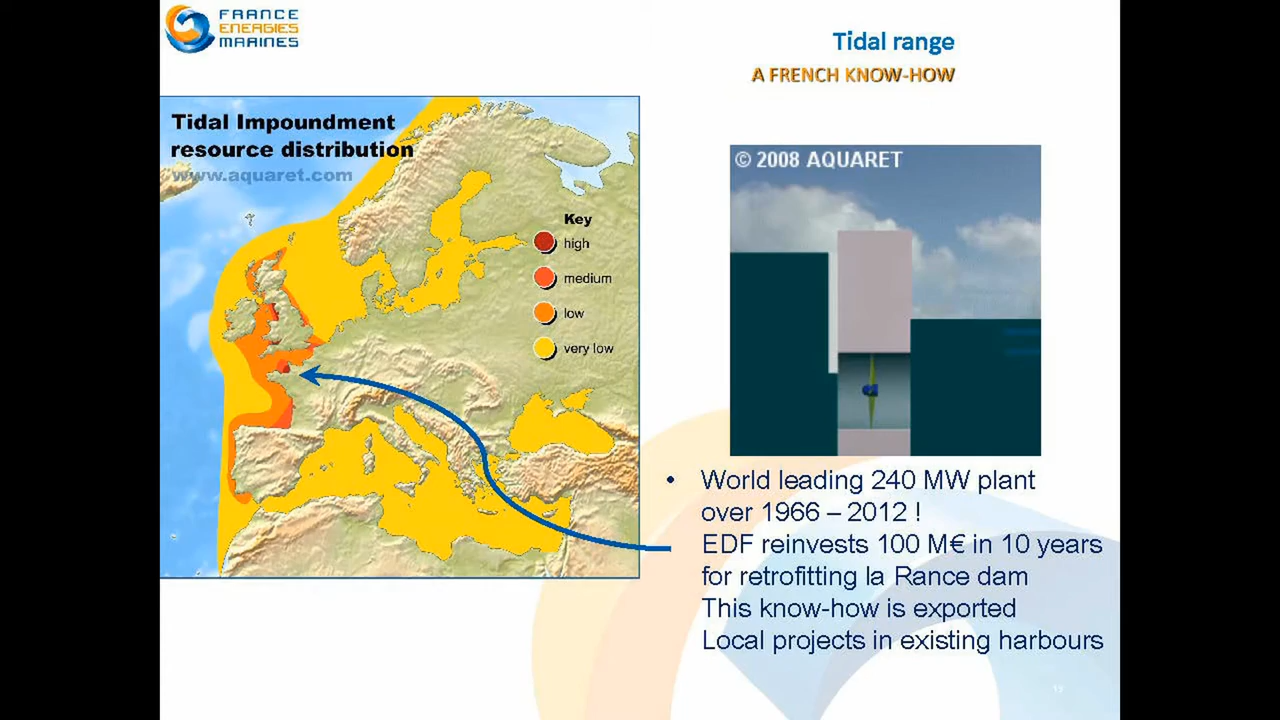 FRANCE
ENERGIES
MARINES
Tidal range
A FRENCH KNOW-HOW
Tidal Impoundment
resource distribution
www.aquaret.com
Key
high
medium
low
very low
© 2008 AQUARET
• World leading 240 MW plant
over 1966 – 2012 !
EDF reinvests 100 M€ in 10 years
for retrofitting la Rance dam
This know-how is exported
Local projects in existing harbours